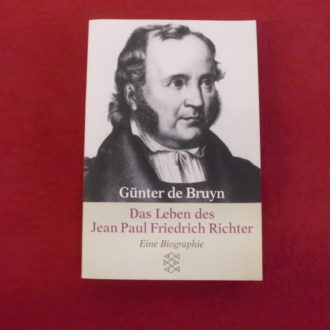 Günter de Bruyn
Das Leben des
Jean Paul Friedrich Richter
Eine Biographie